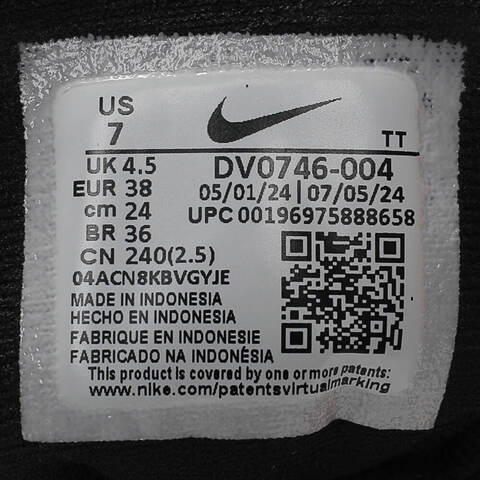 US
7
TT
UK 4.5
EUR 38
cm 24
BR 36
CN 240(2.5)
DV0746-004
05/01/24 | 07/05/24
UPC 00196975888658
04ACN8KBVGYJE
MADE IN INDONESIA
HECHO EN INDONESIA
FABRIQUE EN INDONESIE
FABRICADO NA INDONÉSIA
This product is covered by one or more patents:
www.nike.com/patentsvirtualmarking